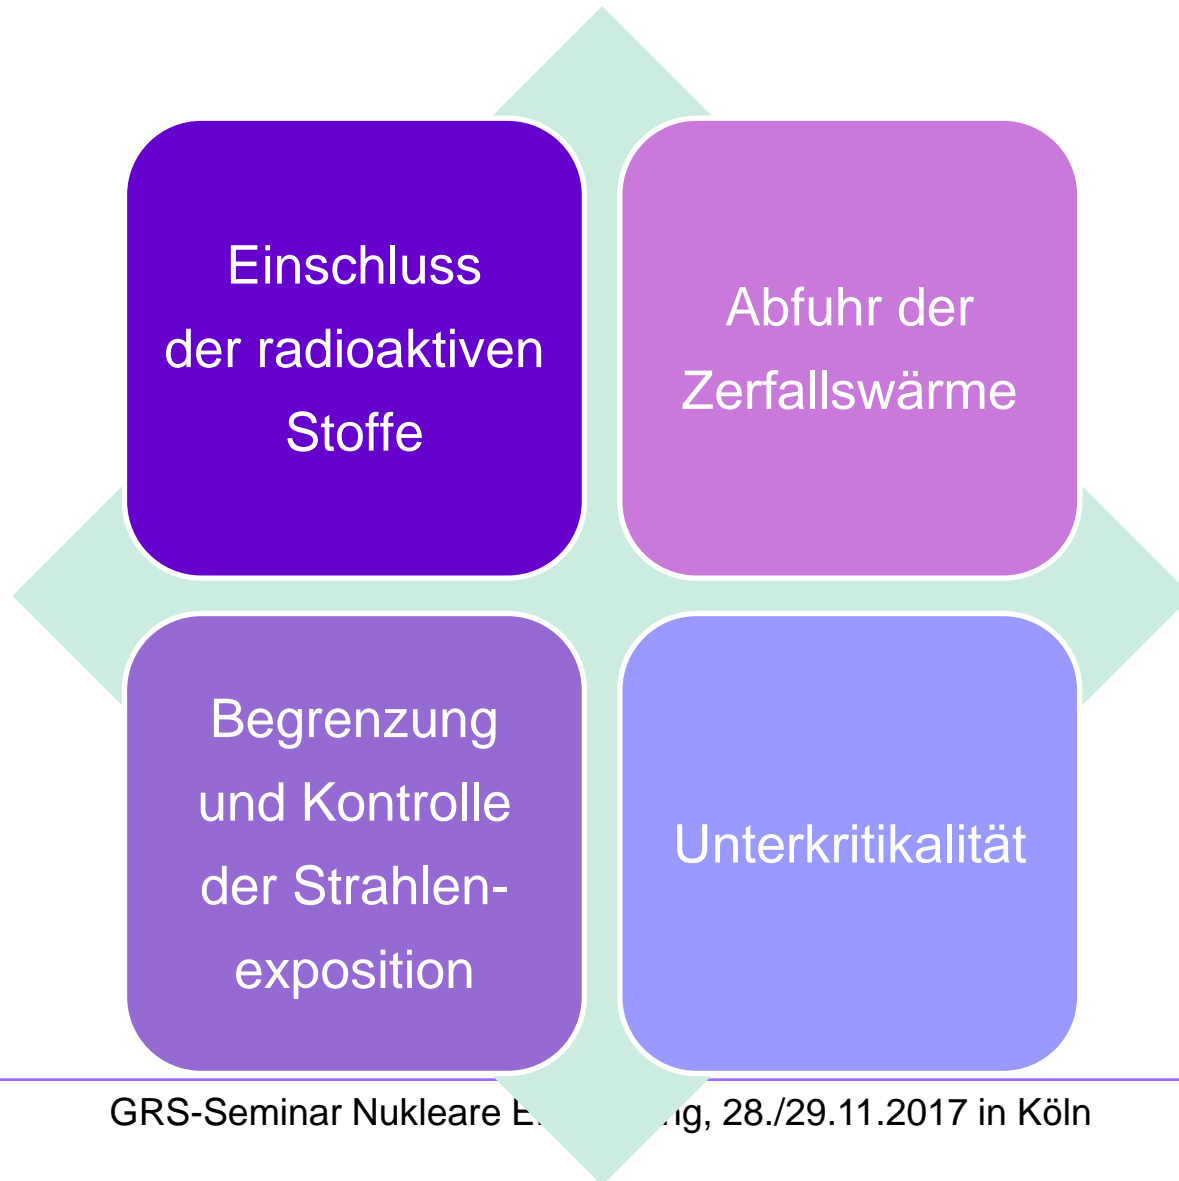 Einschluss
der radioaktiven
Stoffe
Abfuhr der
Zerfallswärme
Begrenzung
und Kontrolle
der Strahlen-
exposition
Unterkritikalität
GRS-Seminar Nukleare 28./29.11.2017 in Köln